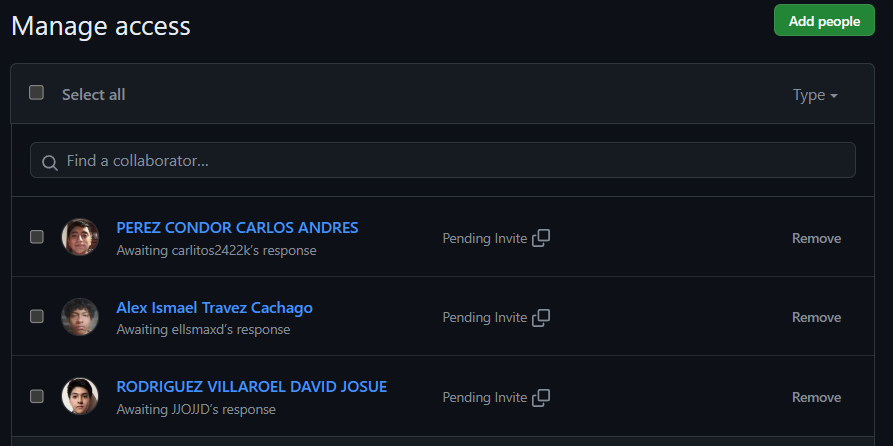 Manage access
Add people
Select all
Type
Find a collaborator...
PEREZ CONDOR CARLOS ANDRES
Awaiting carlitos2422k's response
Pending Invite
Remove
Alex Ismael Travez Cachago
Awaiting ellsmaxd's response
Pending Invite
Remove
RODRIGUEZ VILLAROEL DAVID JOSUE
Awaiting JJOJJD's response
Pending Invite
Remove